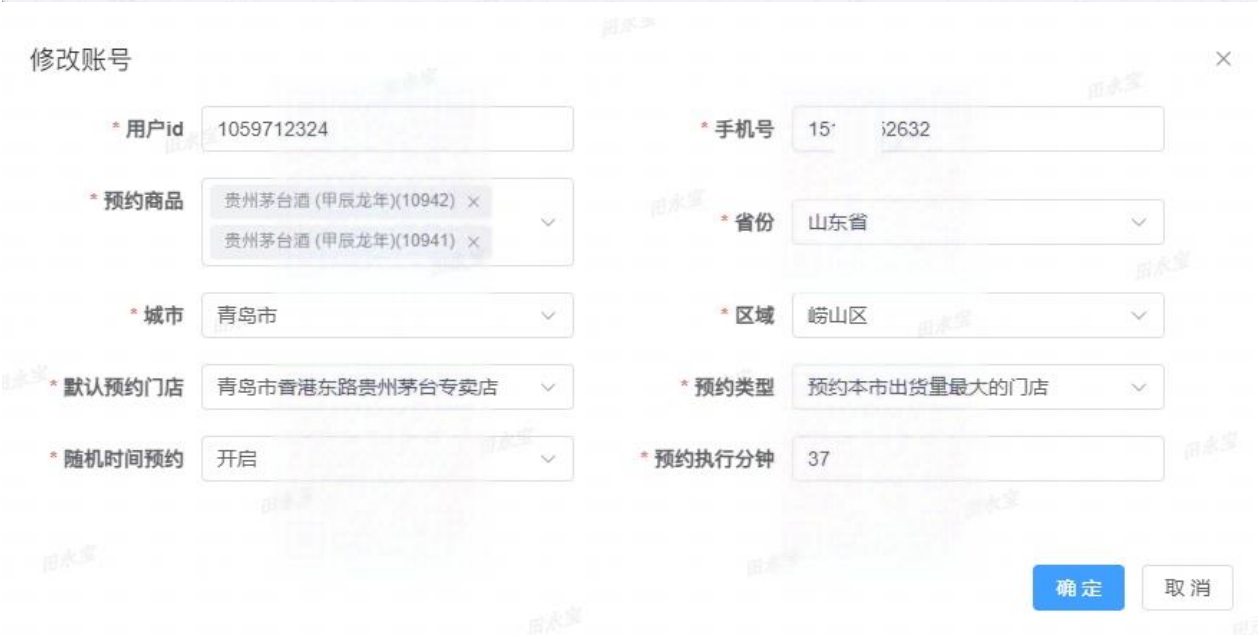 修改账号
* 用户id 1059712324
* 手机号 15 52632
* 预约商品 贵州茅台酒 (甲辰龙年)(10942) ×
贵州茅台酒 (甲辰龙年)(10941) ×
* 省份 山东省
* 城市 青岛市
* 区域 崂山区
* 默认预约门店 青岛市香港东路贵州茅台专卖店
* 预约类型 预约本市出货量最大的门店
* 随机时间预约 开启
* 预约执行分钟 37
确定 取消
田永宝